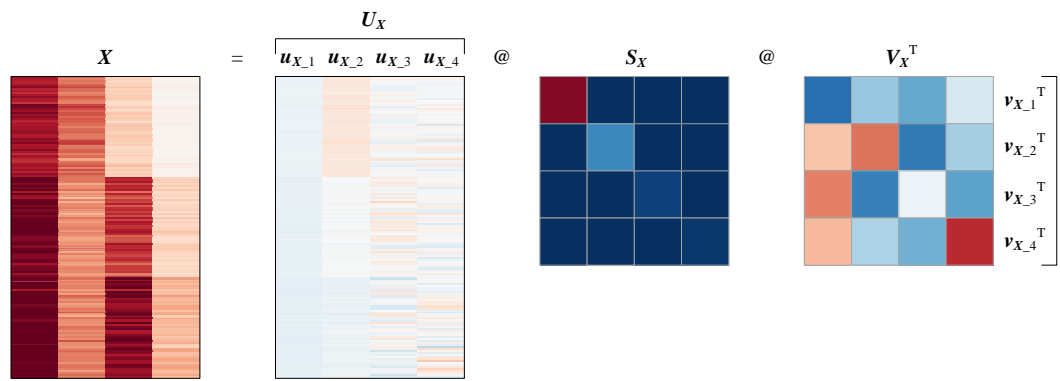 U_X
X = u_X_1 u_X_2 u_X_3 u_X_4 @ S_X @ V_X^T
v_X_1^T
v_X_2^T
v_X_3^T
v_X_4^T